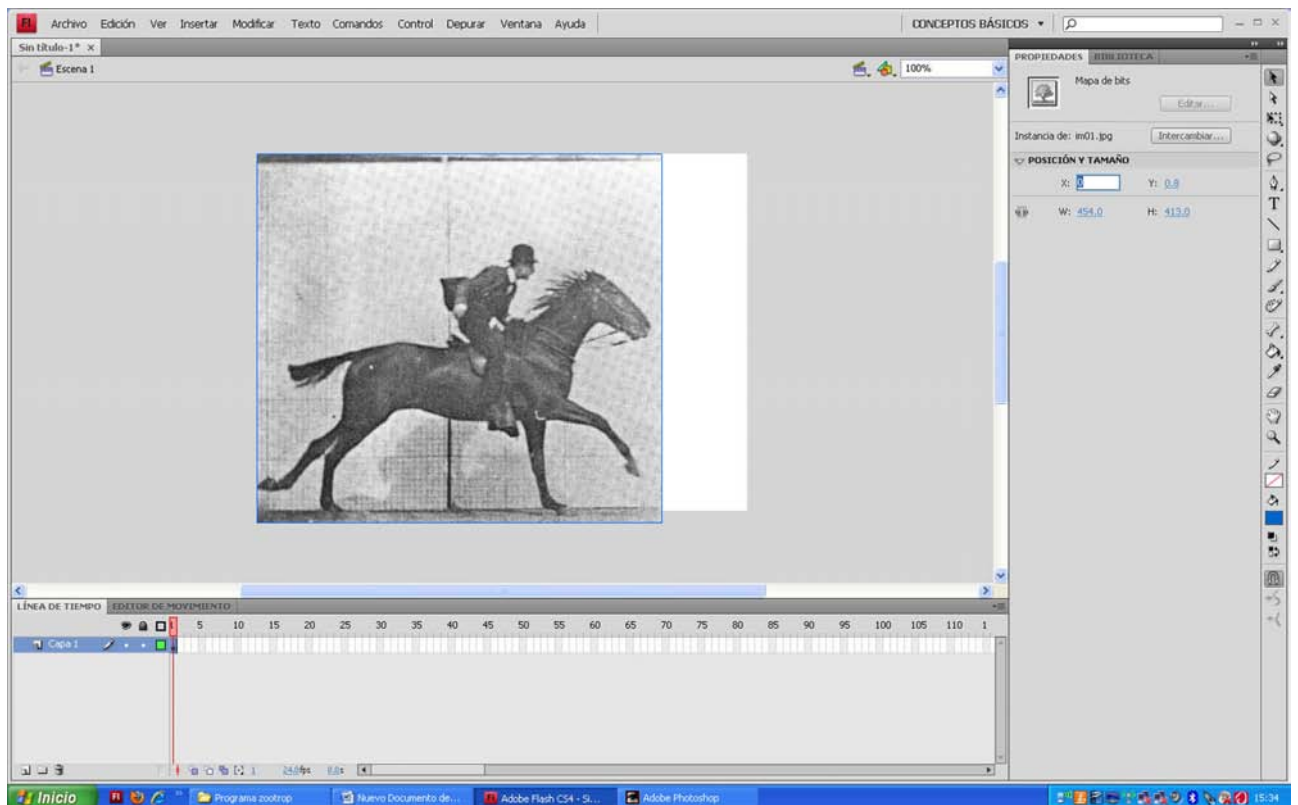 FL Archivo Edición Ver Insertar Modificar Texto Comandos Control Depurar Ventana Ayuda CONCEPTOS BÁSICOS
Sin título-1* x
Escena 1 100%
PROPIEDADES BIBLIOTECA
Mapa de bits
Editar...
Instancia de: im01.jpg Intercambiar...
POSICIÓN Y TAMAÑO
X: 0 Y: 0,8
W: 454,0 H: 413,0
LÍNEA DE TIEMPO EDITOR DE MOVIMIENTO
1 5 10 15 20 25 30 35 40 45 50 55 60 65 70 75 80 85 90 95 100 105 110 1
Capa 1
1 24,0fps 0,0s
Inicio Programa zootrop Nuevo Documento de... Adobe Flash CS4 - Si... Adobe Photoshop 15:34